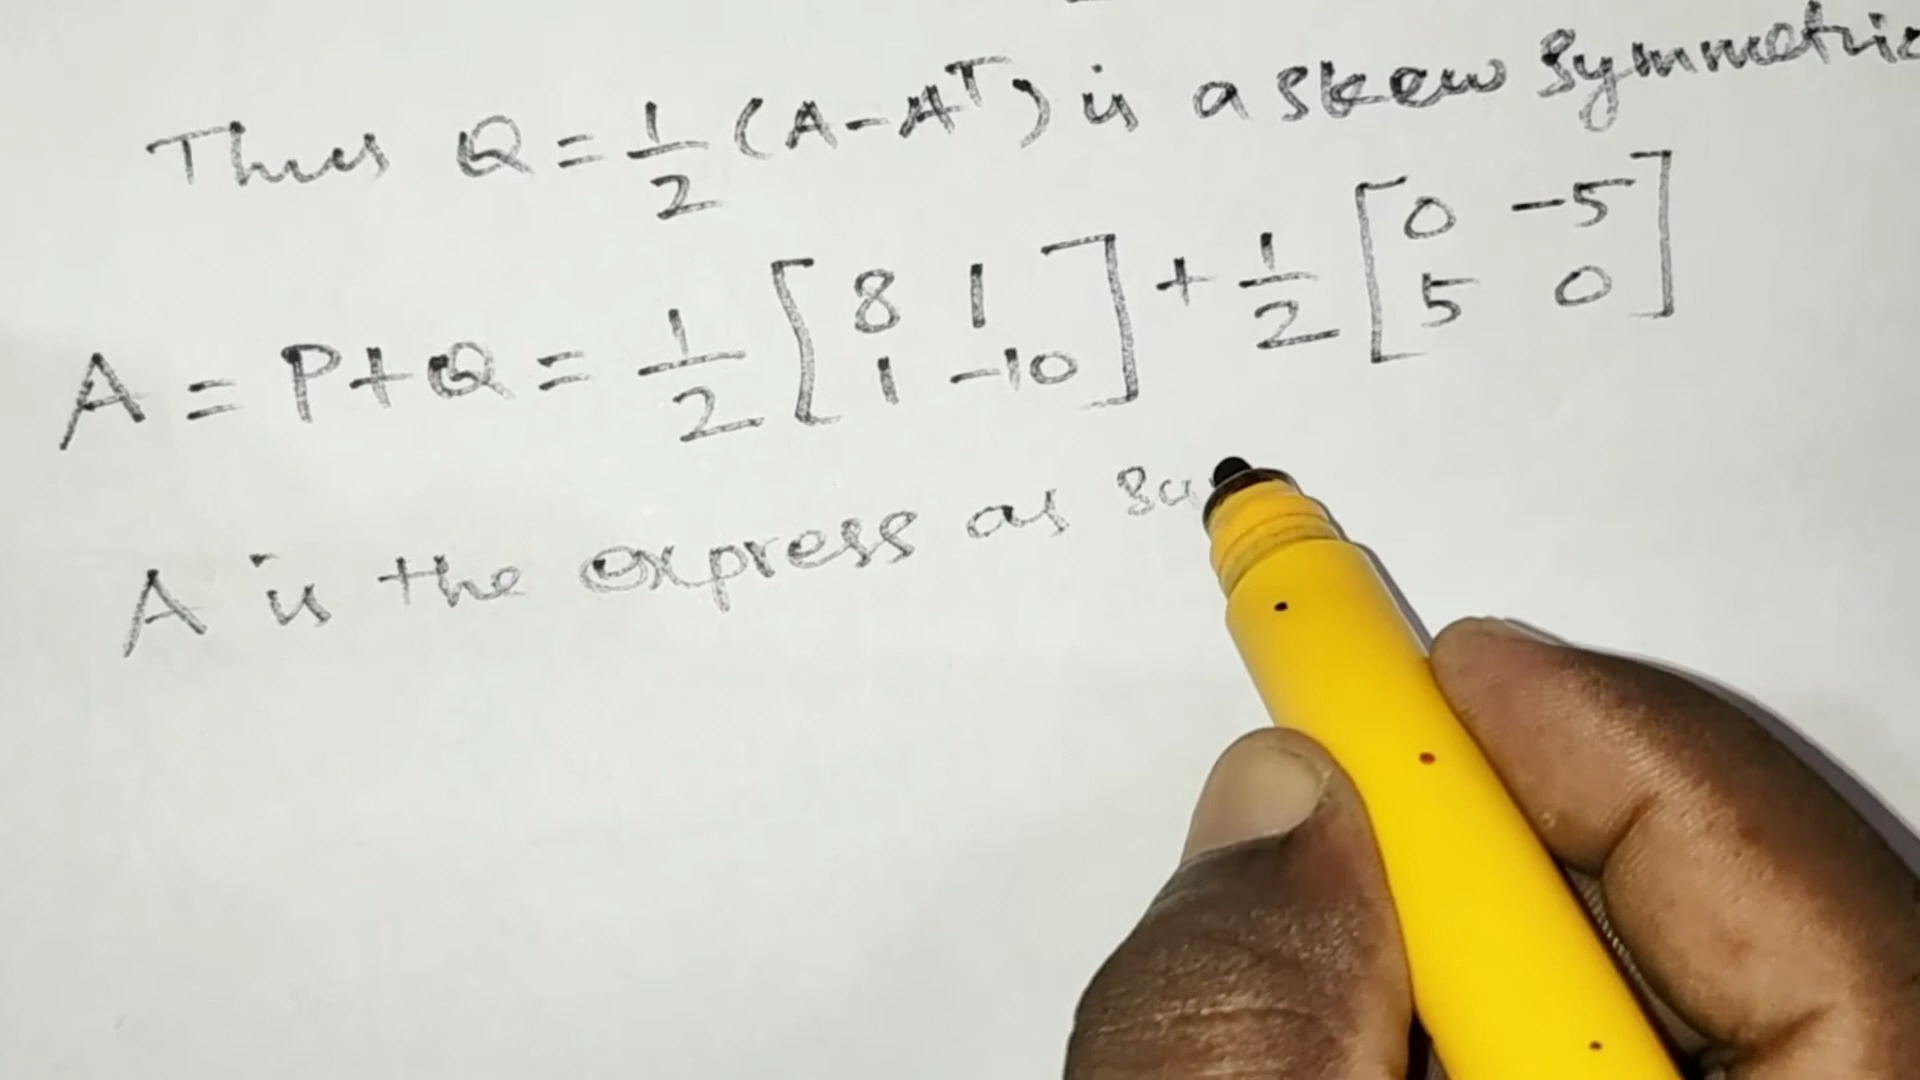 Thus Q = 1/2 (A - A^T) is a skew symmetric
A = P+Q = 1/2 [8 1; 1 -10] + 1/2 [0 -5; 5 0]
A is the express as